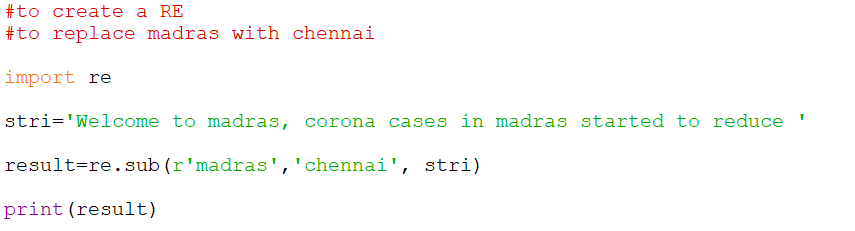 #to create a RE
#to replace madras with chennai
import re
stri='Welcome to madras, corona cases in madras started to reduce '
result=re.sub(r'madras','chennai', stri)
print(result)